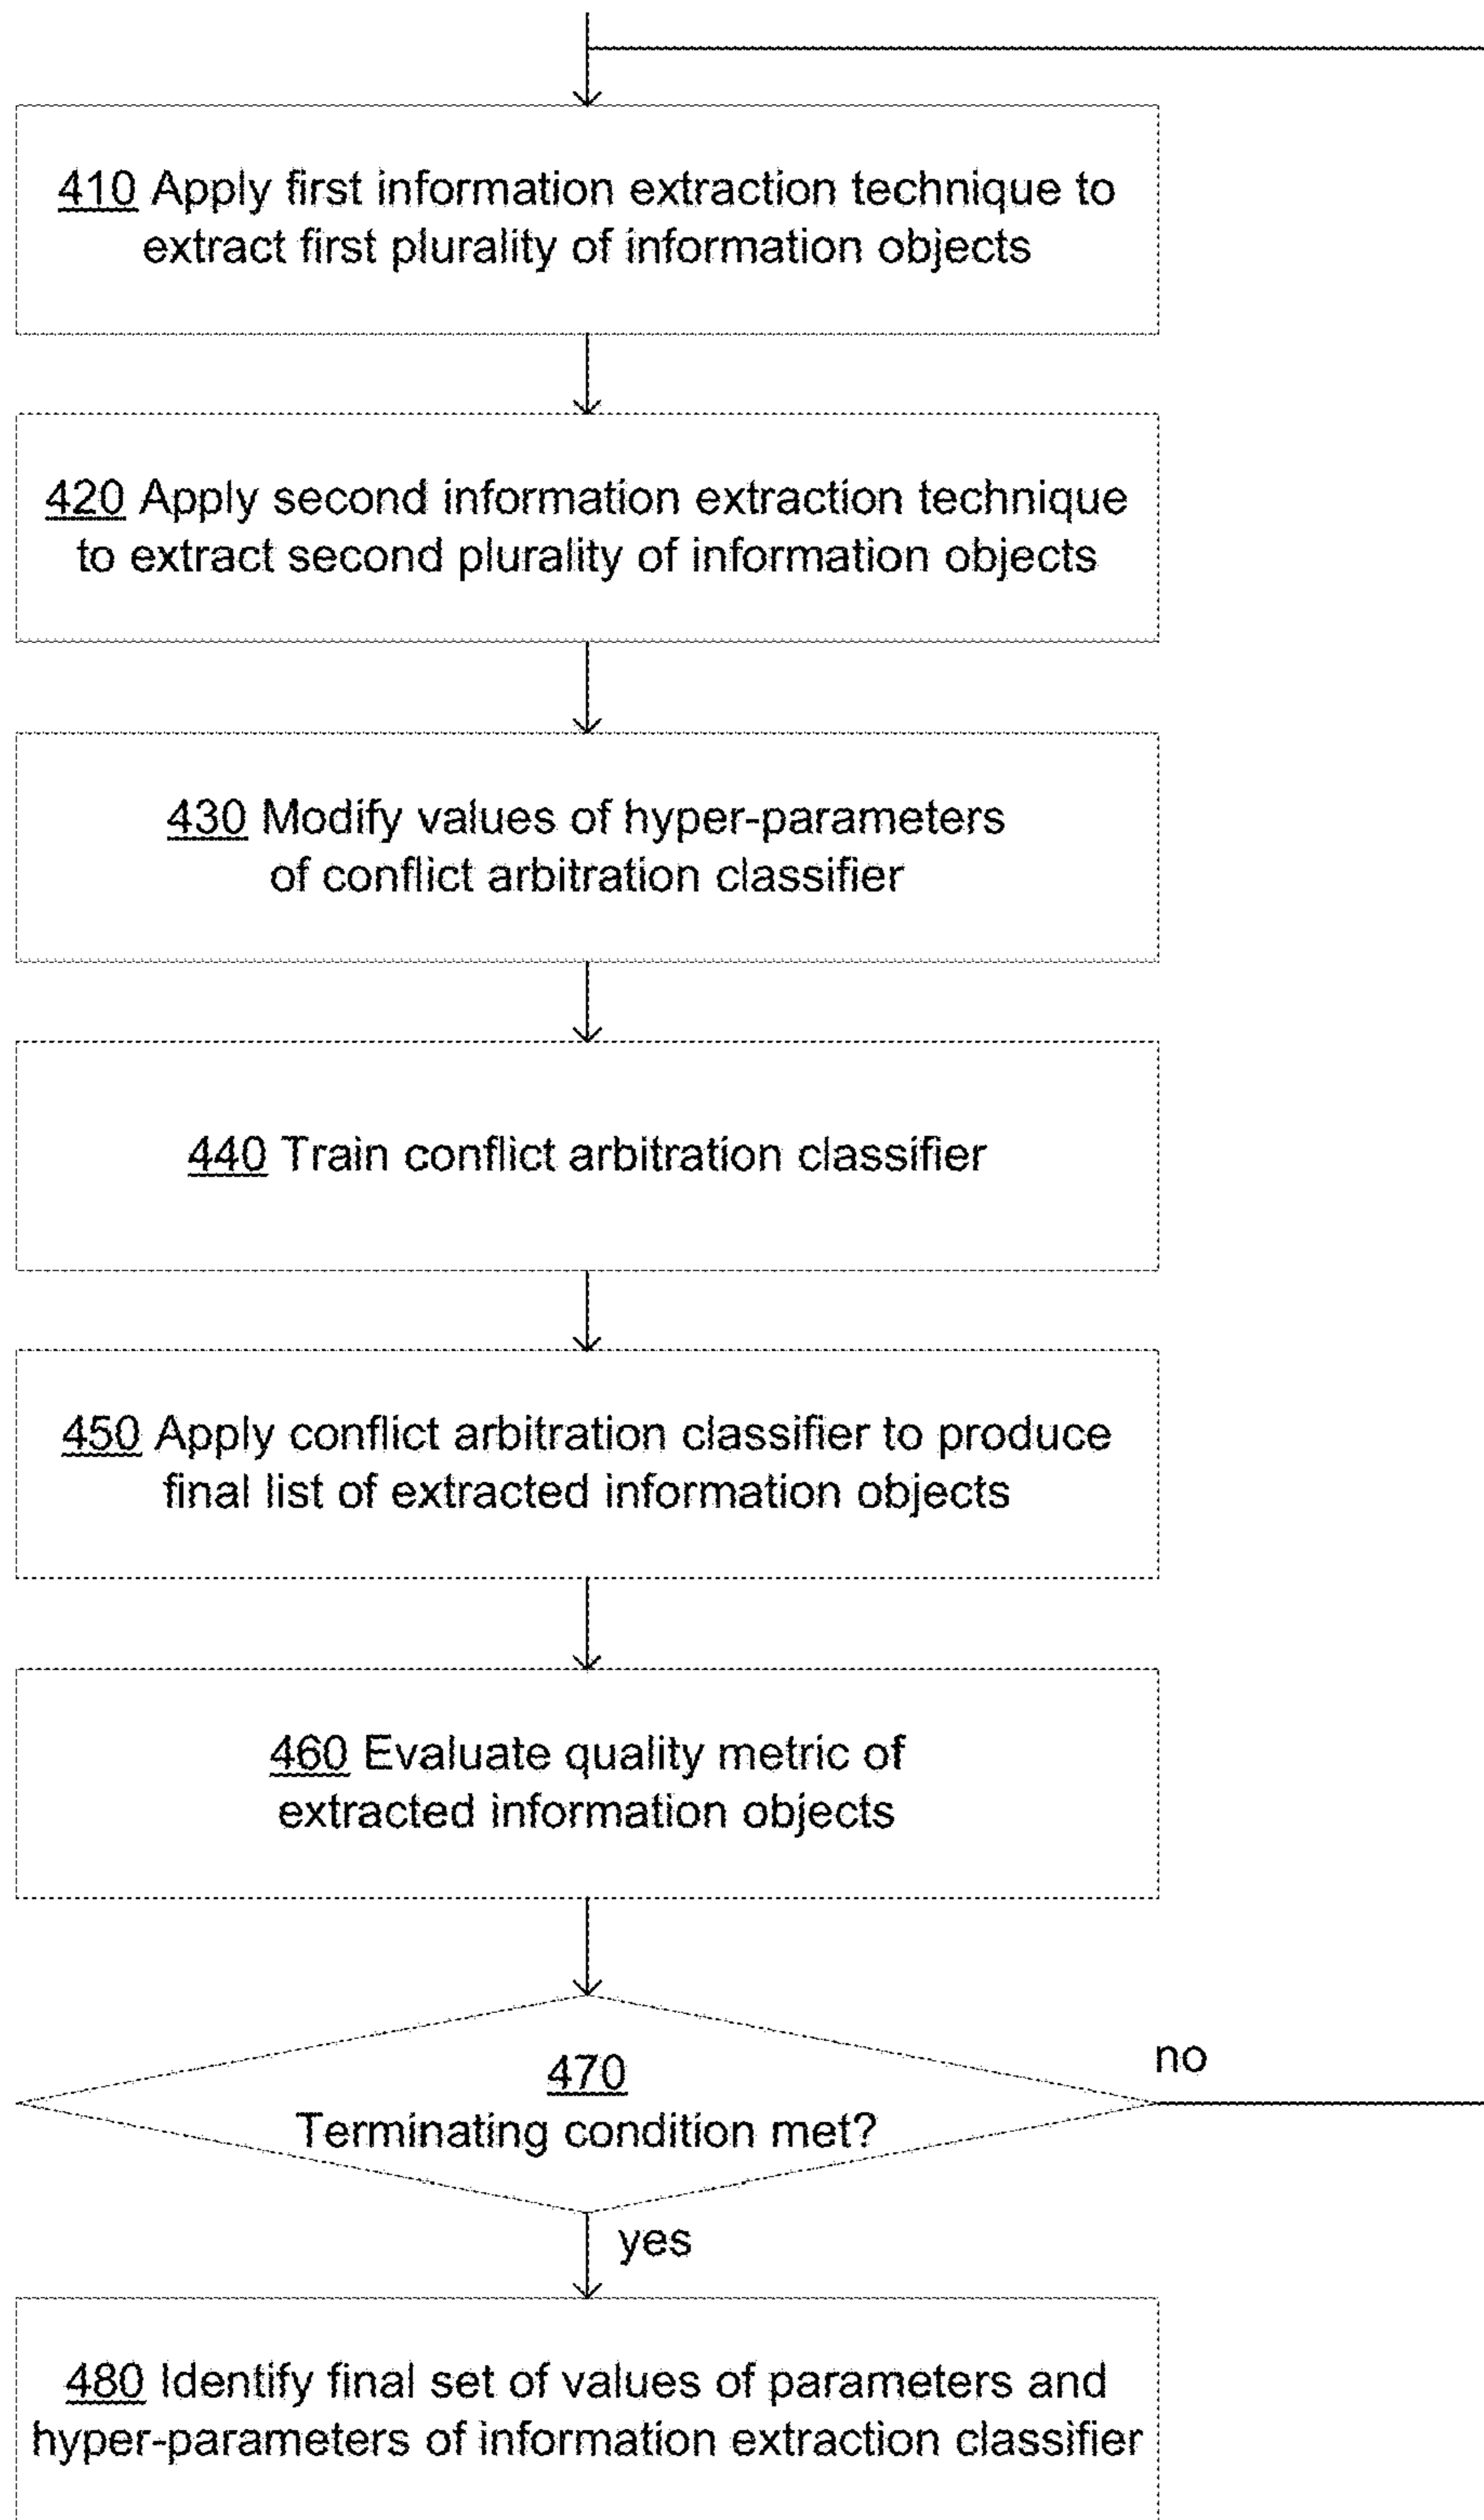 410 Apply first information extraction technique to
extract first plurality of information objects
420 Apply second information extraction technique
to extract second plurality of information objects
430 Modify values of hyper-parameters
of conflict arbitration classifier
440 Train conflict arbitration classifier
450 Apply conflict arbitration classifier to produce
final list of extracted information objects
460 Evaluate quality metric of
extracted information objects
470
Terminating condition met?
no
yes
480 Identify final set of values of parameters and
hyper-parameters of information extraction classifier